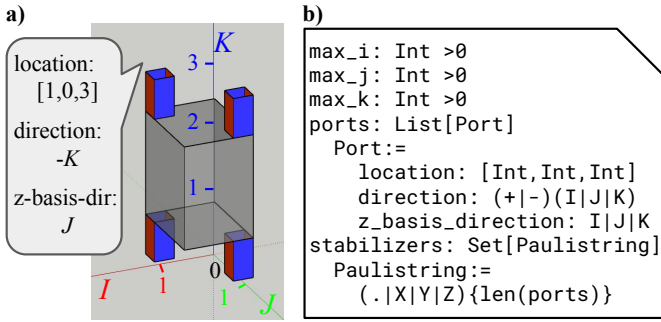 a)
location:
[1,0,3]
direction:
-K
z-basis-dir:
J
K
3
2
1
0
I
1
1
J
b)
max_i: Int >0
max_j: Int >0
max_k: Int >0
ports: List[Port]
Port:=
location: [Int,Int,Int]
direction: (+|-)(I|J|K)
z_basis_direction: I|J|K
stabilizers: Set[Paulistring]
Paulistring:=
(.|X|Y|Z){len(ports)}